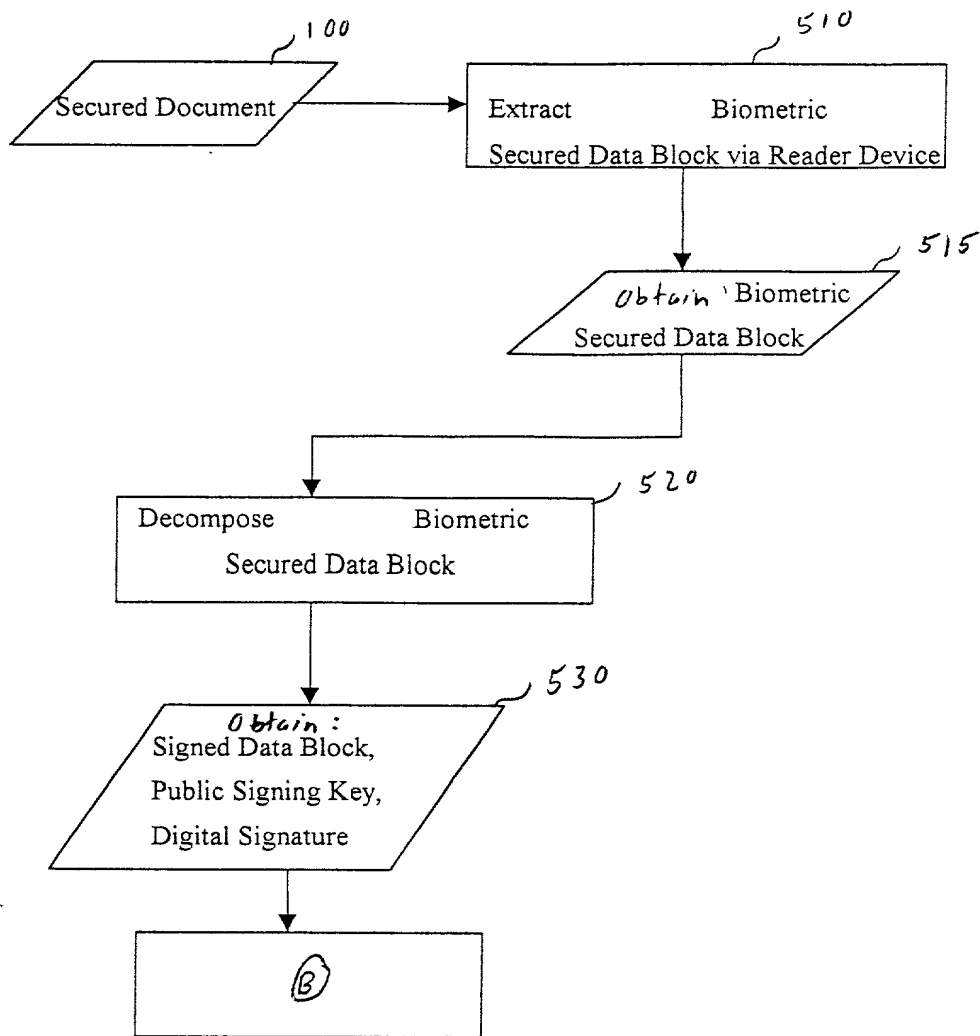 100
510
Secured Document
Extract Biometric
Secured Data Block via Reader Device
515
Obtain Biometric
Secured Data Block
520
Decompose Biometric
Secured Data Block
530
Obtain:
Signed Data Block,
Public Signing Key,
Digital Signature
B